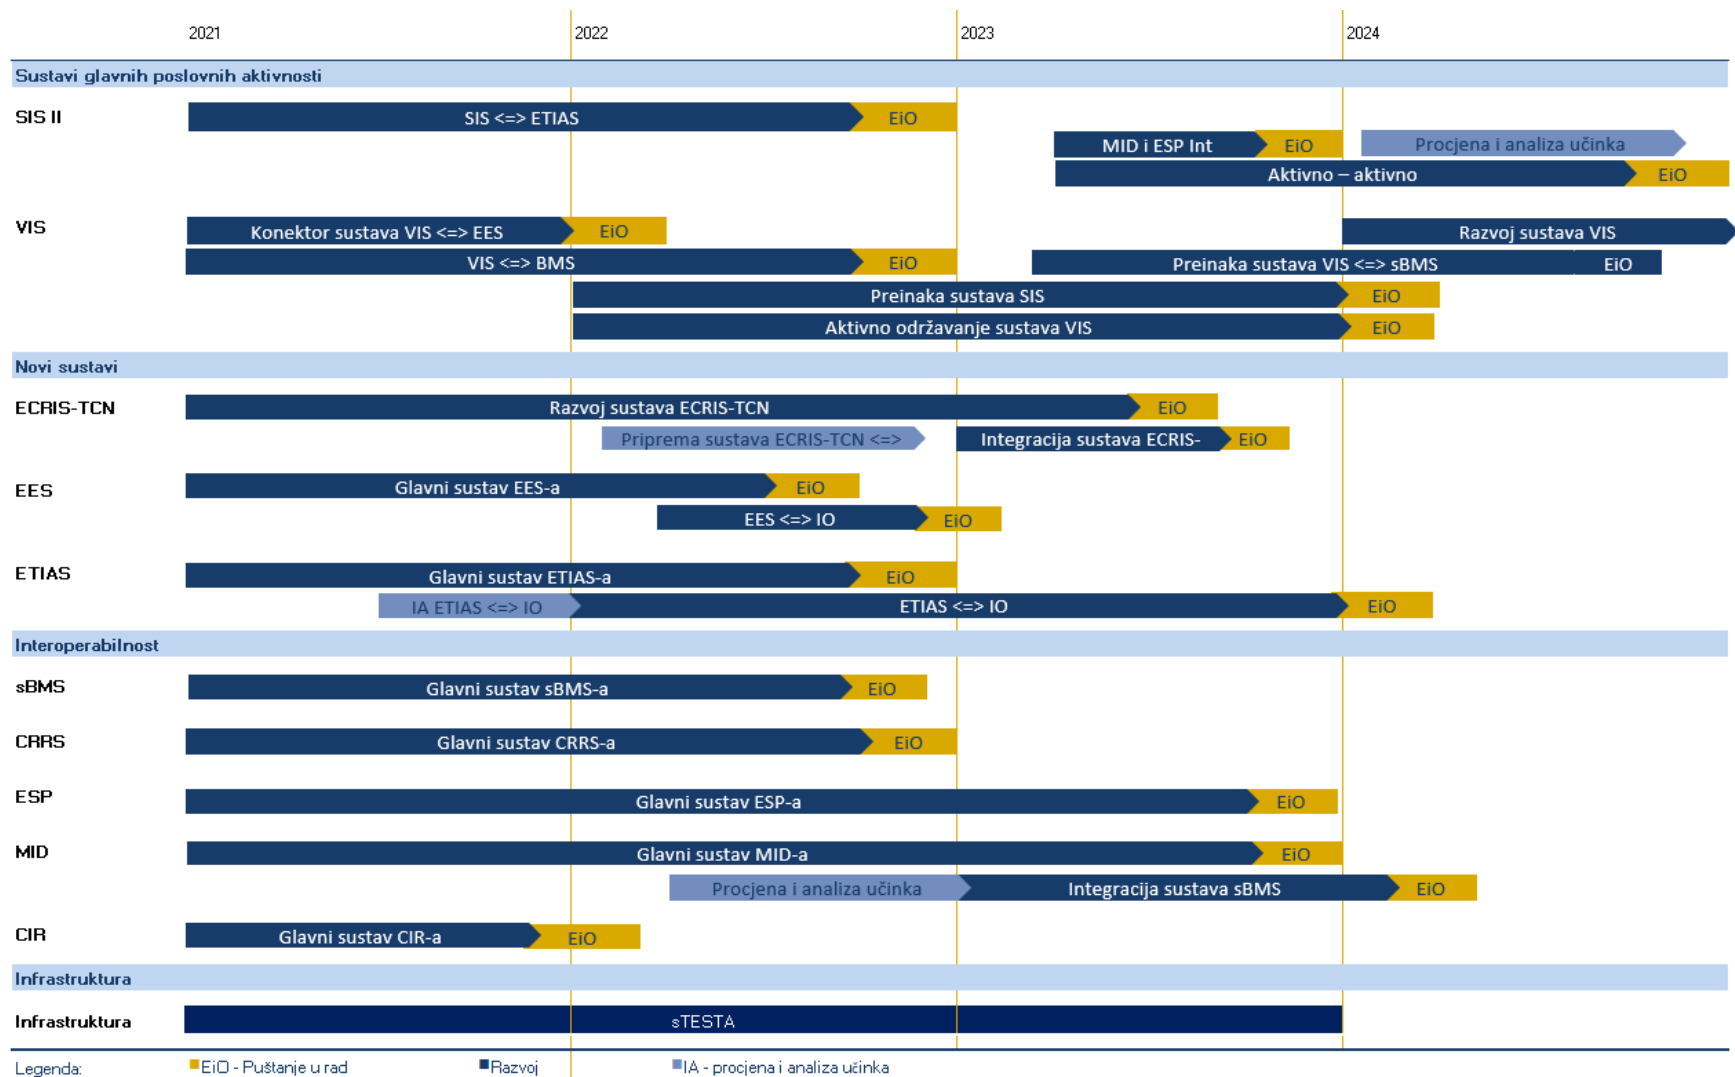 2021 2022 2023 2024
Sustavi glavnih poslovnih aktivnosti
SIS II
SIS <=> ETIAS EiO
MID i ESP Int EiO Procjena i analiza učinka
Aktivno – aktivno EiO
VIS
Konektor sustava VIS <=> EES EiO Razvoj sustava VIS
VIS <=> BMS EiO Preinaka sustava VIS <=> sBMS EiO
Preinaka sustava SIS EiO
Aktivno održavanje sustava VIS EiO
Novi sustavi
ECRIS-TCN
Razvoj sustava ECRIS-TCN EiO
Priprema sustava ECRIS-TCN <=> Integracija sustava ECRIS- EiO
EES
Glavni sustav EES-a EiO
EES <=> IO EiO
ETIAS
Glavni sustav ETIAS-a EiO
IA ETIAS <=> IO ETIAS <=> IO EiO
Interoperabilnost
sBMS Glavni sustav sBMS-a EiO
CRRS Glavni sustav CRRS-a EiO
ESP Glavni sustav ESP-a EiO
MID Glavni sustav MID-a EiO
Procjena i analiza učinka Integracija sustava sBMS EiO
CIR Glavni sustav CIR-a EiO
Infrastruktura
Infrastruktura sTESTA
Legenda: EiO - Puštanje u rad Razvoj IA - procjena i analiza učinka